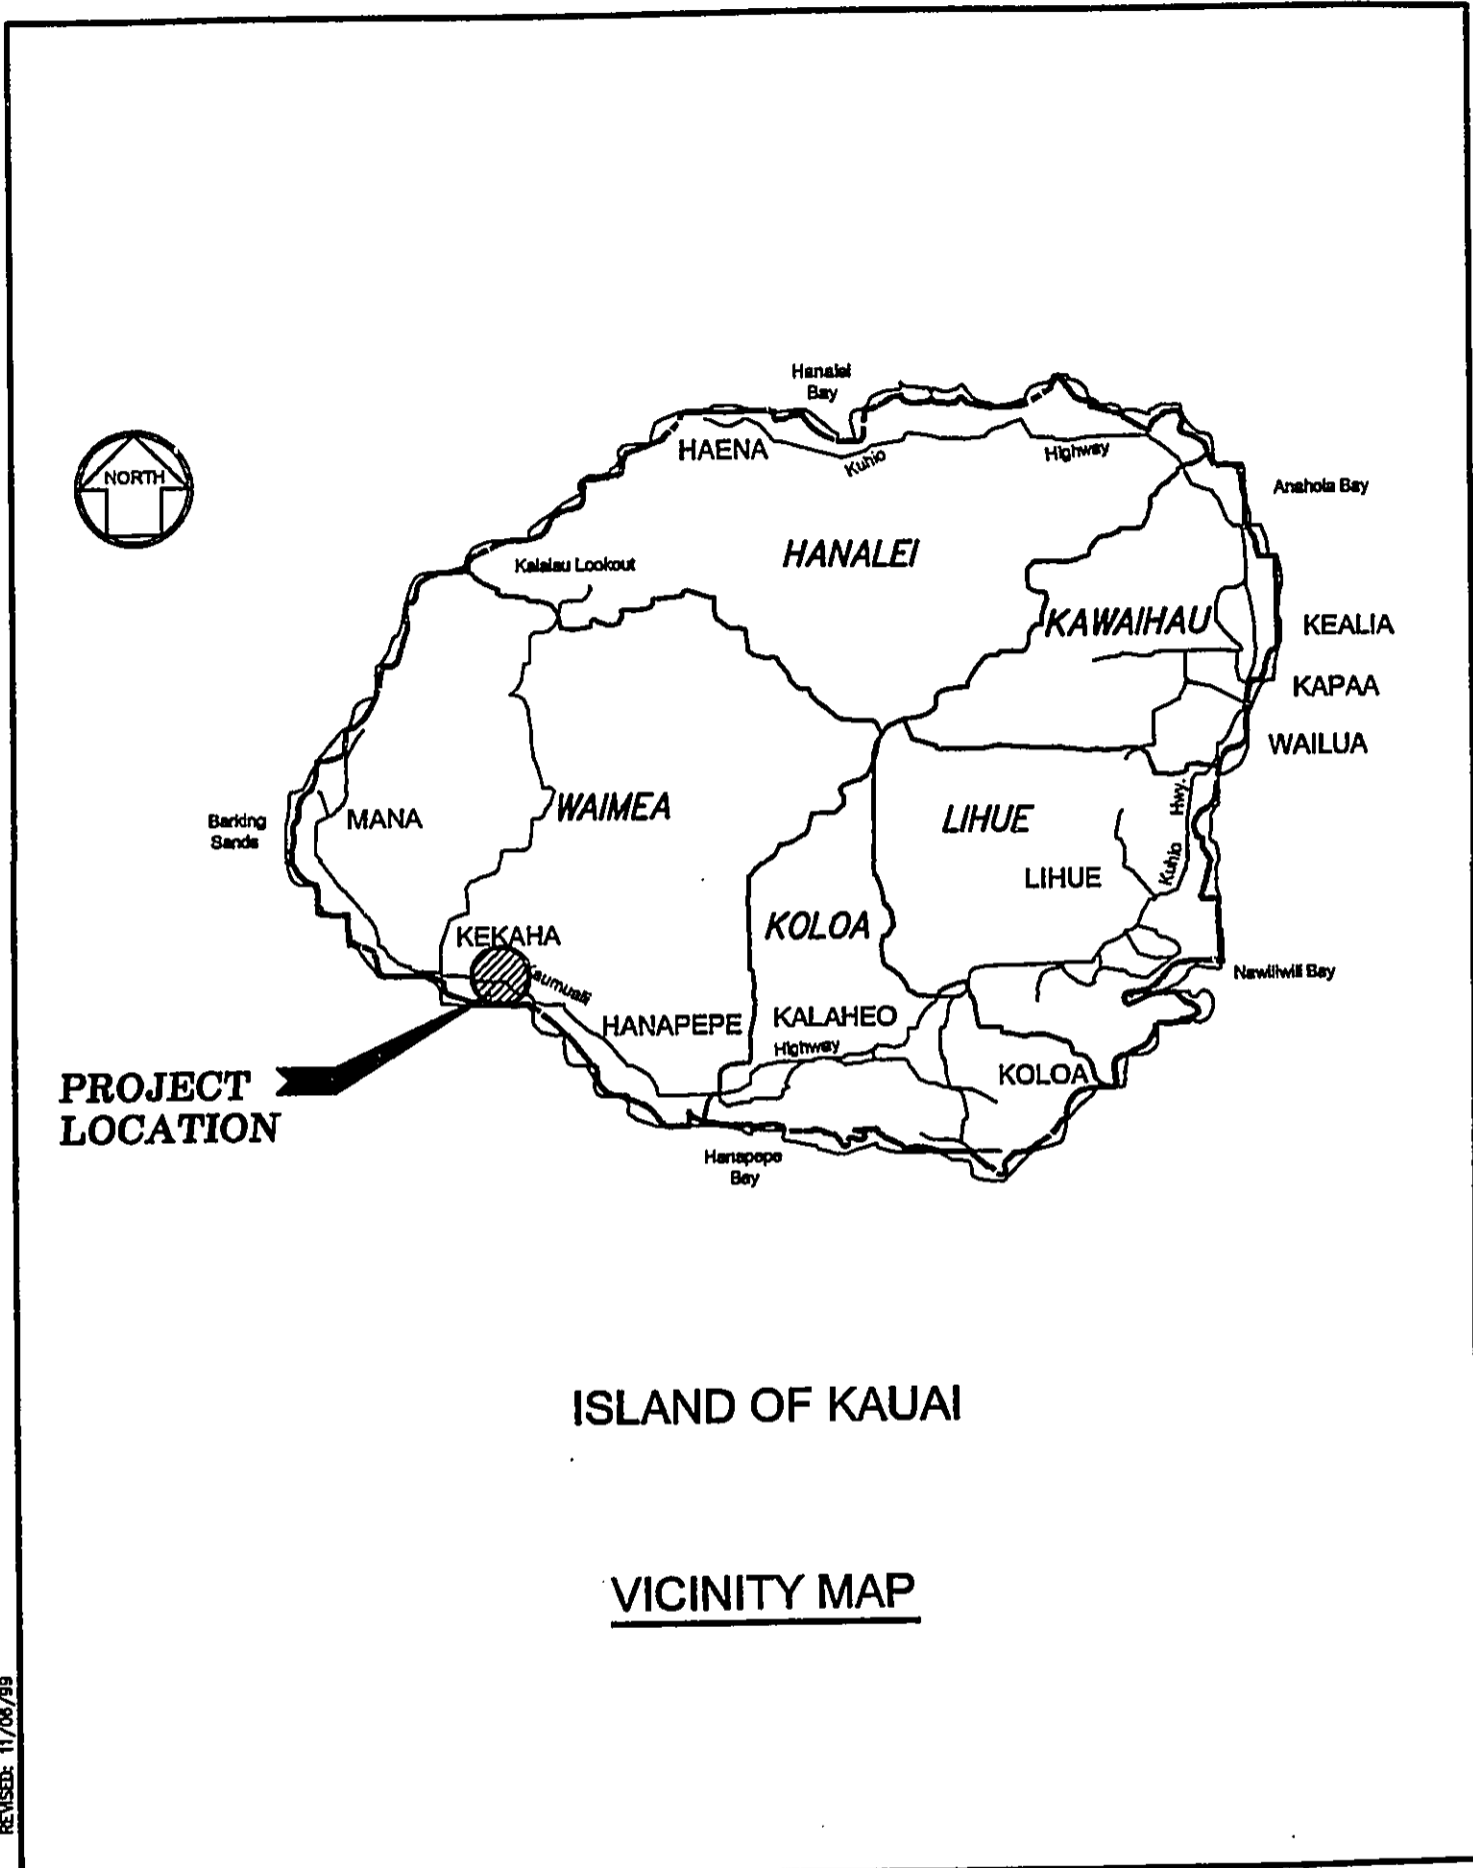 Hanalei
Bay
HAENA
Kuhio
Highway
NORTH
Anahola Bay
HANALEI
Kalalau Lookout
KAWAIHAU
KEALIA
KAPAA
WAILUA
Barking
Sands
MANA
WAIMEA
LIHUE
Kuhio Hwy.
LIHUE
KOLOA
KEKAHA
Kaumualii
Nawiliwili Bay
HANAPEPE
KALAHEO
Highway
KOLOA
PROJECT
LOCATION
Hanapepe
Bay
ISLAND OF KAUAI
VICINITY MAP
REVISED: 11/06/99